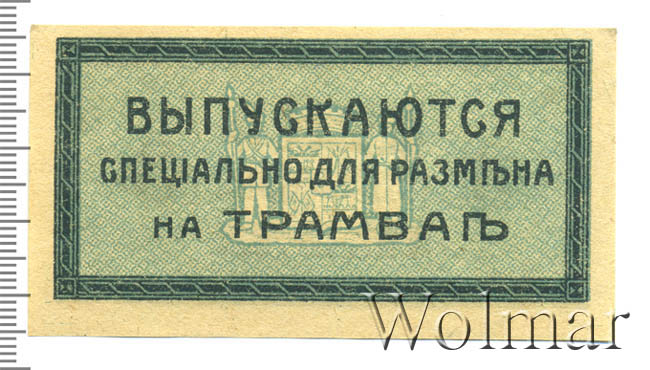 ВЫПУСКАЮТСЯ
СПЕЦІАЛЬНО ДЛЯ РАЗМѢНА
НА ТРАМВАѢ
Wolmar